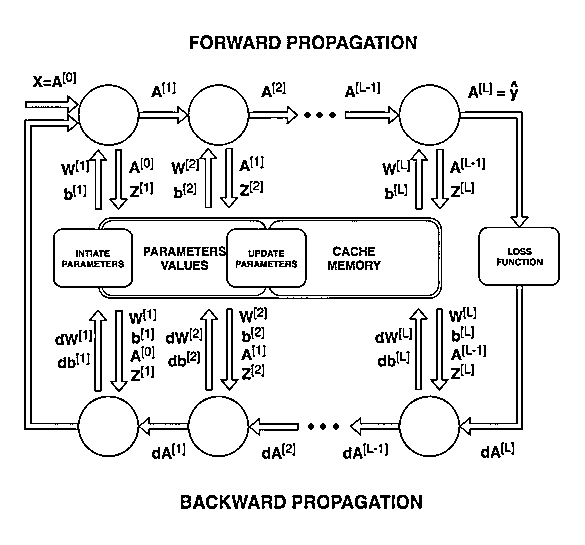 FORWARD PROPAGATION
X=A[0]
A[1]
A[2]
A[L-1]
A[L] = ŷ
W[1]
b[1]
A[0]
Z[1]
W[2]
b[2]
A[1]
Z[2]
W[L]
b[L]
A[L-1]
Z[L]
INTIATE
PARAMETERS
PARAMETERS
VALUES
UPDATE
PARAMETERS
CACHE
MEMORY
LOSS
FUNCTION
dW[1]
db[1]
W[1]
b[1]
A[0]
Z[1]
dW[2]
db[2]
W[2]
b[2]
A[1]
Z[2]
dW[L]
db[L]
W[L]
b[L]
A[L-1]
Z[L]
dA[1]
dA[2]
dA[L-1]
dA[L]
BACKWARD PROPAGATION